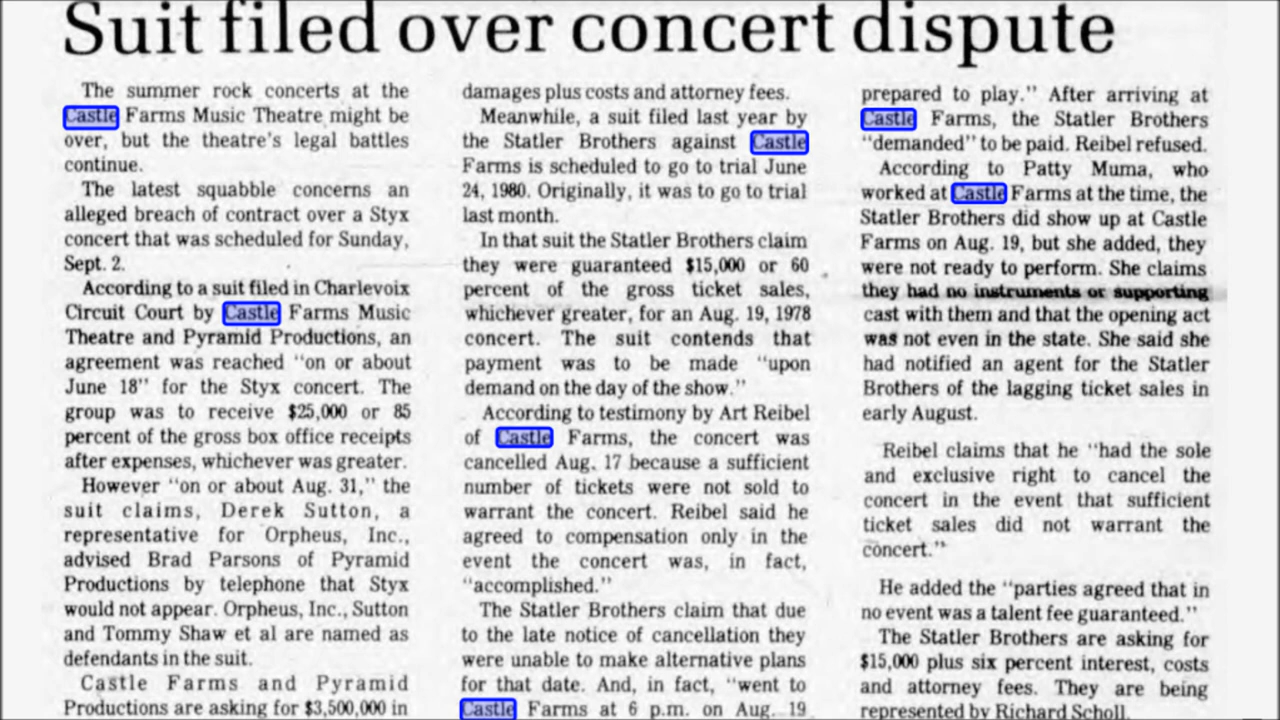 Suit filed over concert dispute
The summer rock concerts at the
Castle Farms Music Theatre might be
over, but the theatre's legal battles
continue.
The latest squabble concerns an
alleged breach of contract over a Styx
concert that was scheduled for Sunday,
Sept. 2.
According to a suit filed in Charlevoix
Circuit Court by Castle Farms Music
Theatre and Pyramid Productions, an
agreement was reached "on or about
June 18" for the Styx concert. The
group was to receive $25,000 or 85
percent of the gross box office receipts
after expenses, whichever was greater.
However "on or about Aug. 31," the
suit claims, Derek Sutton, a
representative for Orpheus, Inc.,
advised Brad Parsons of Pyramid
Productions by telephone that Styx
would not appear. Orpheus, Inc., Sutton
and Tommy Shaw et al are named as
defendants in the suit.
Castle Farms and Pyramid
Productions are asking for $3,500,000 in
damages plus costs and attorney fees.
Meanwhile, a suit filed last year by
the Statler Brothers against Castle
Farms is scheduled to go to trial June
24, 1980. Originally, it was to go to trial
last month.
In that suit the Statler Brothers claim
they were guaranteed $15,000 or 60
percent of the gross ticket sales,
whichever greater, for an Aug. 19, 1978
concert. The suit contends that
payment was to be made "upon
demand on the day of the show."
According to testimony by Art Reibel
of Castle Farms, the concert was
cancelled Aug. 17 because a sufficient
number of tickets were not sold to
warrant the concert. Reibel said he
agreed to compensation only in the
event the concert was, in fact,
"accomplished."
The Statler Brothers claim that due
to the late notice of cancellation they
were unable to make alternative plans
for that date. And, in fact, "went to
Castle Farms at 6 p.m. on Aug. 19
prepared to play." After arriving at
Castle Farms, the Statler Brothers
"demanded" to be paid. Reibel refused.
According to Patty Muma, who
worked at Castle Farms at the time, the
Statler Brothers did show up at Castle
Farms on Aug. 19, but she added, they
were not ready to perform. She claims
they had no instruments or supporting
cast with them and that the opening act
was not even in the state. She said she
had notified an agent for the Statler
Brothers of the lagging ticket sales in
early August.
Reibel claims that he "had the sole
and exclusive right to cancel the
concert in the event that sufficient
ticket sales did not warrant the
concert."
He added the "parties agreed that in
no event was a talent fee guaranteed."
The Statler Brothers are asking for
$15,000 plus six percent interest, costs
and attorney fees. They are being
represented by Richard Scholl.